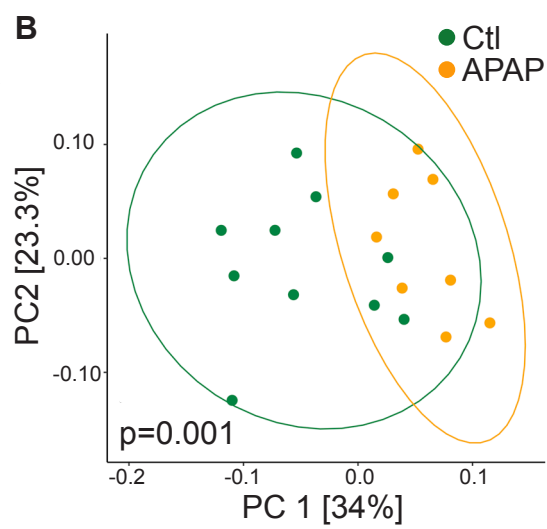 B
Ctl
APAP
0.10
0.00
-0.10
PC2 [23.3%]
p=0.001
-0.2
-0.1
0.0
0.1
PC 1 [34%]